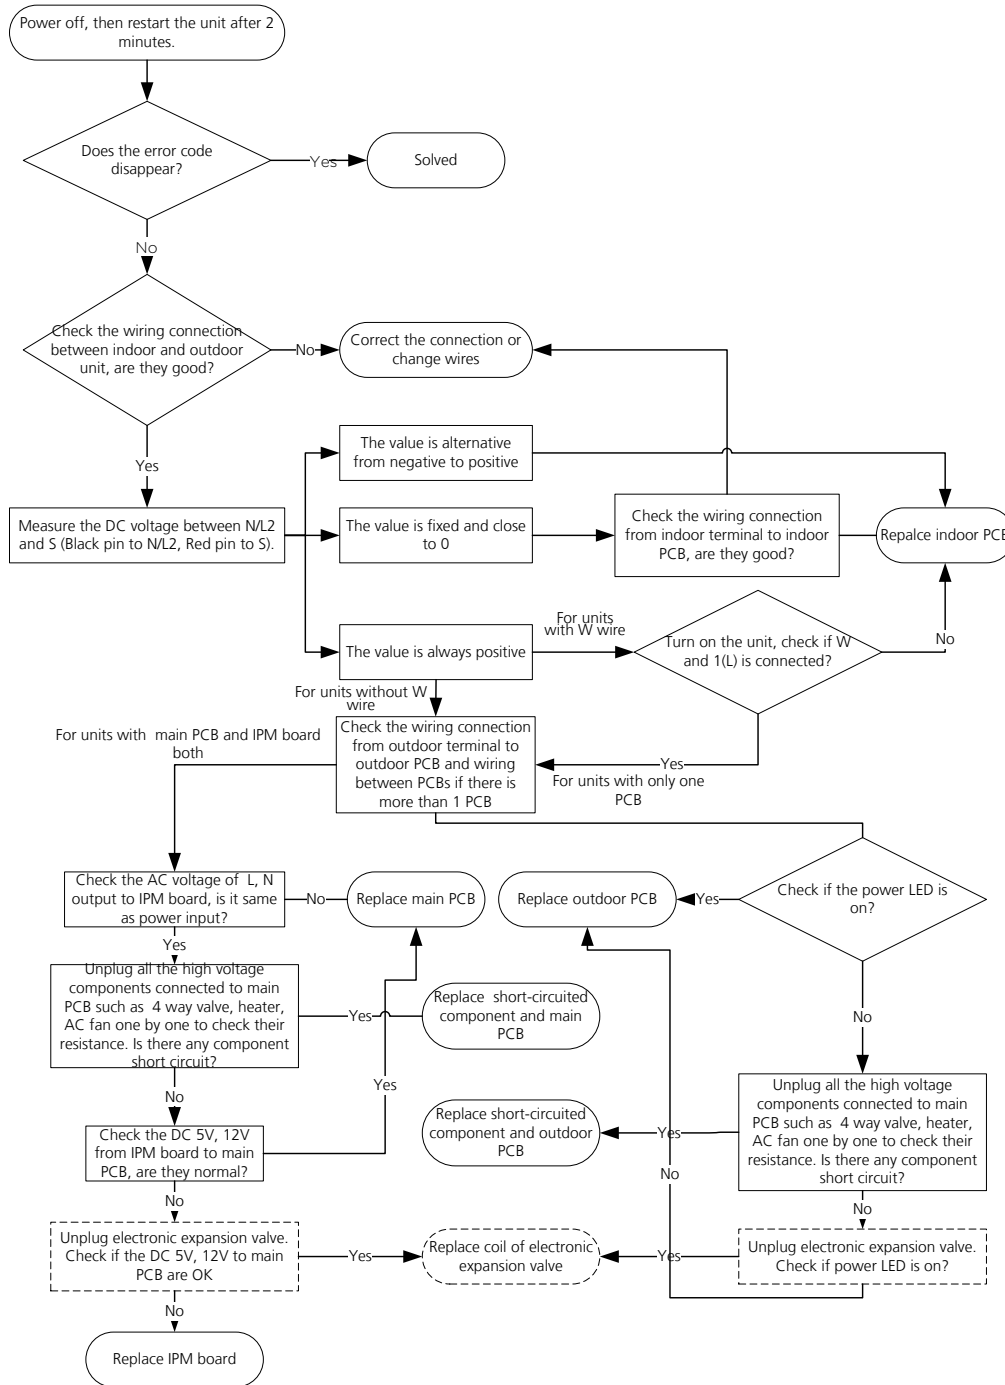 Power off, then restart the unit after 2
minutes.
Does the error code
disappear?
Yes
Solved
No
Check the wiring connection
between indoor and outdoor
unit, are they good?
No
Correct the connection or
change wires
Yes
The value is alternative
from negative to positive
Measure the DC voltage between N/L2
and S (Black pin to N/L2, Red pin to S).
The value is fixed and close
to 0
Check the wiring connection
from indoor terminal to indoor
PCB, are they good?
Repalce indoor PCB
For units
with W wire
The value is always positive
Turn on the unit, check if W
and 1(L) is connected?
No
For units without W
wire
For units with  main PCB and IPM board
both
Check the wiring connection
from outdoor terminal to
outdoor PCB and wiring
between PCBs if there is
more than 1 PCB
Yes
For units with only one
PCB
Check the AC voltage of  L, N
output to IPM board, is it same
as power input?
No
Replace main PCB
Replace outdoor PCB
Yes
Check if the power LED is
on?
Yes
Unplug all the high voltage
components connected to main
PCB such as  4 way valve, heater,
AC fan one by one to check their
resistance. Is there any component
short circuit?
Yes
Replace  short-circuited
component and main
PCB
No
No
Yes
Unplug all the high voltage
components connected to main
PCB such as  4 way valve, heater,
AC fan one by one to check their
resistance. Is there any component
short circuit?
Check the DC 5V, 12V
from IPM board to main
PCB, are they normal?
Replace short-circuited
component and outdoor
PCB
Yes
No
No
No
Unplug electronic expansion valve.
Check if the DC 5V, 12V to main
PCB are OK
Yes
Replace coil of electronic
expansion valve
Yes
Unplug electronic expansion valve.
Check if power LED is on?
No
Replace IPM board